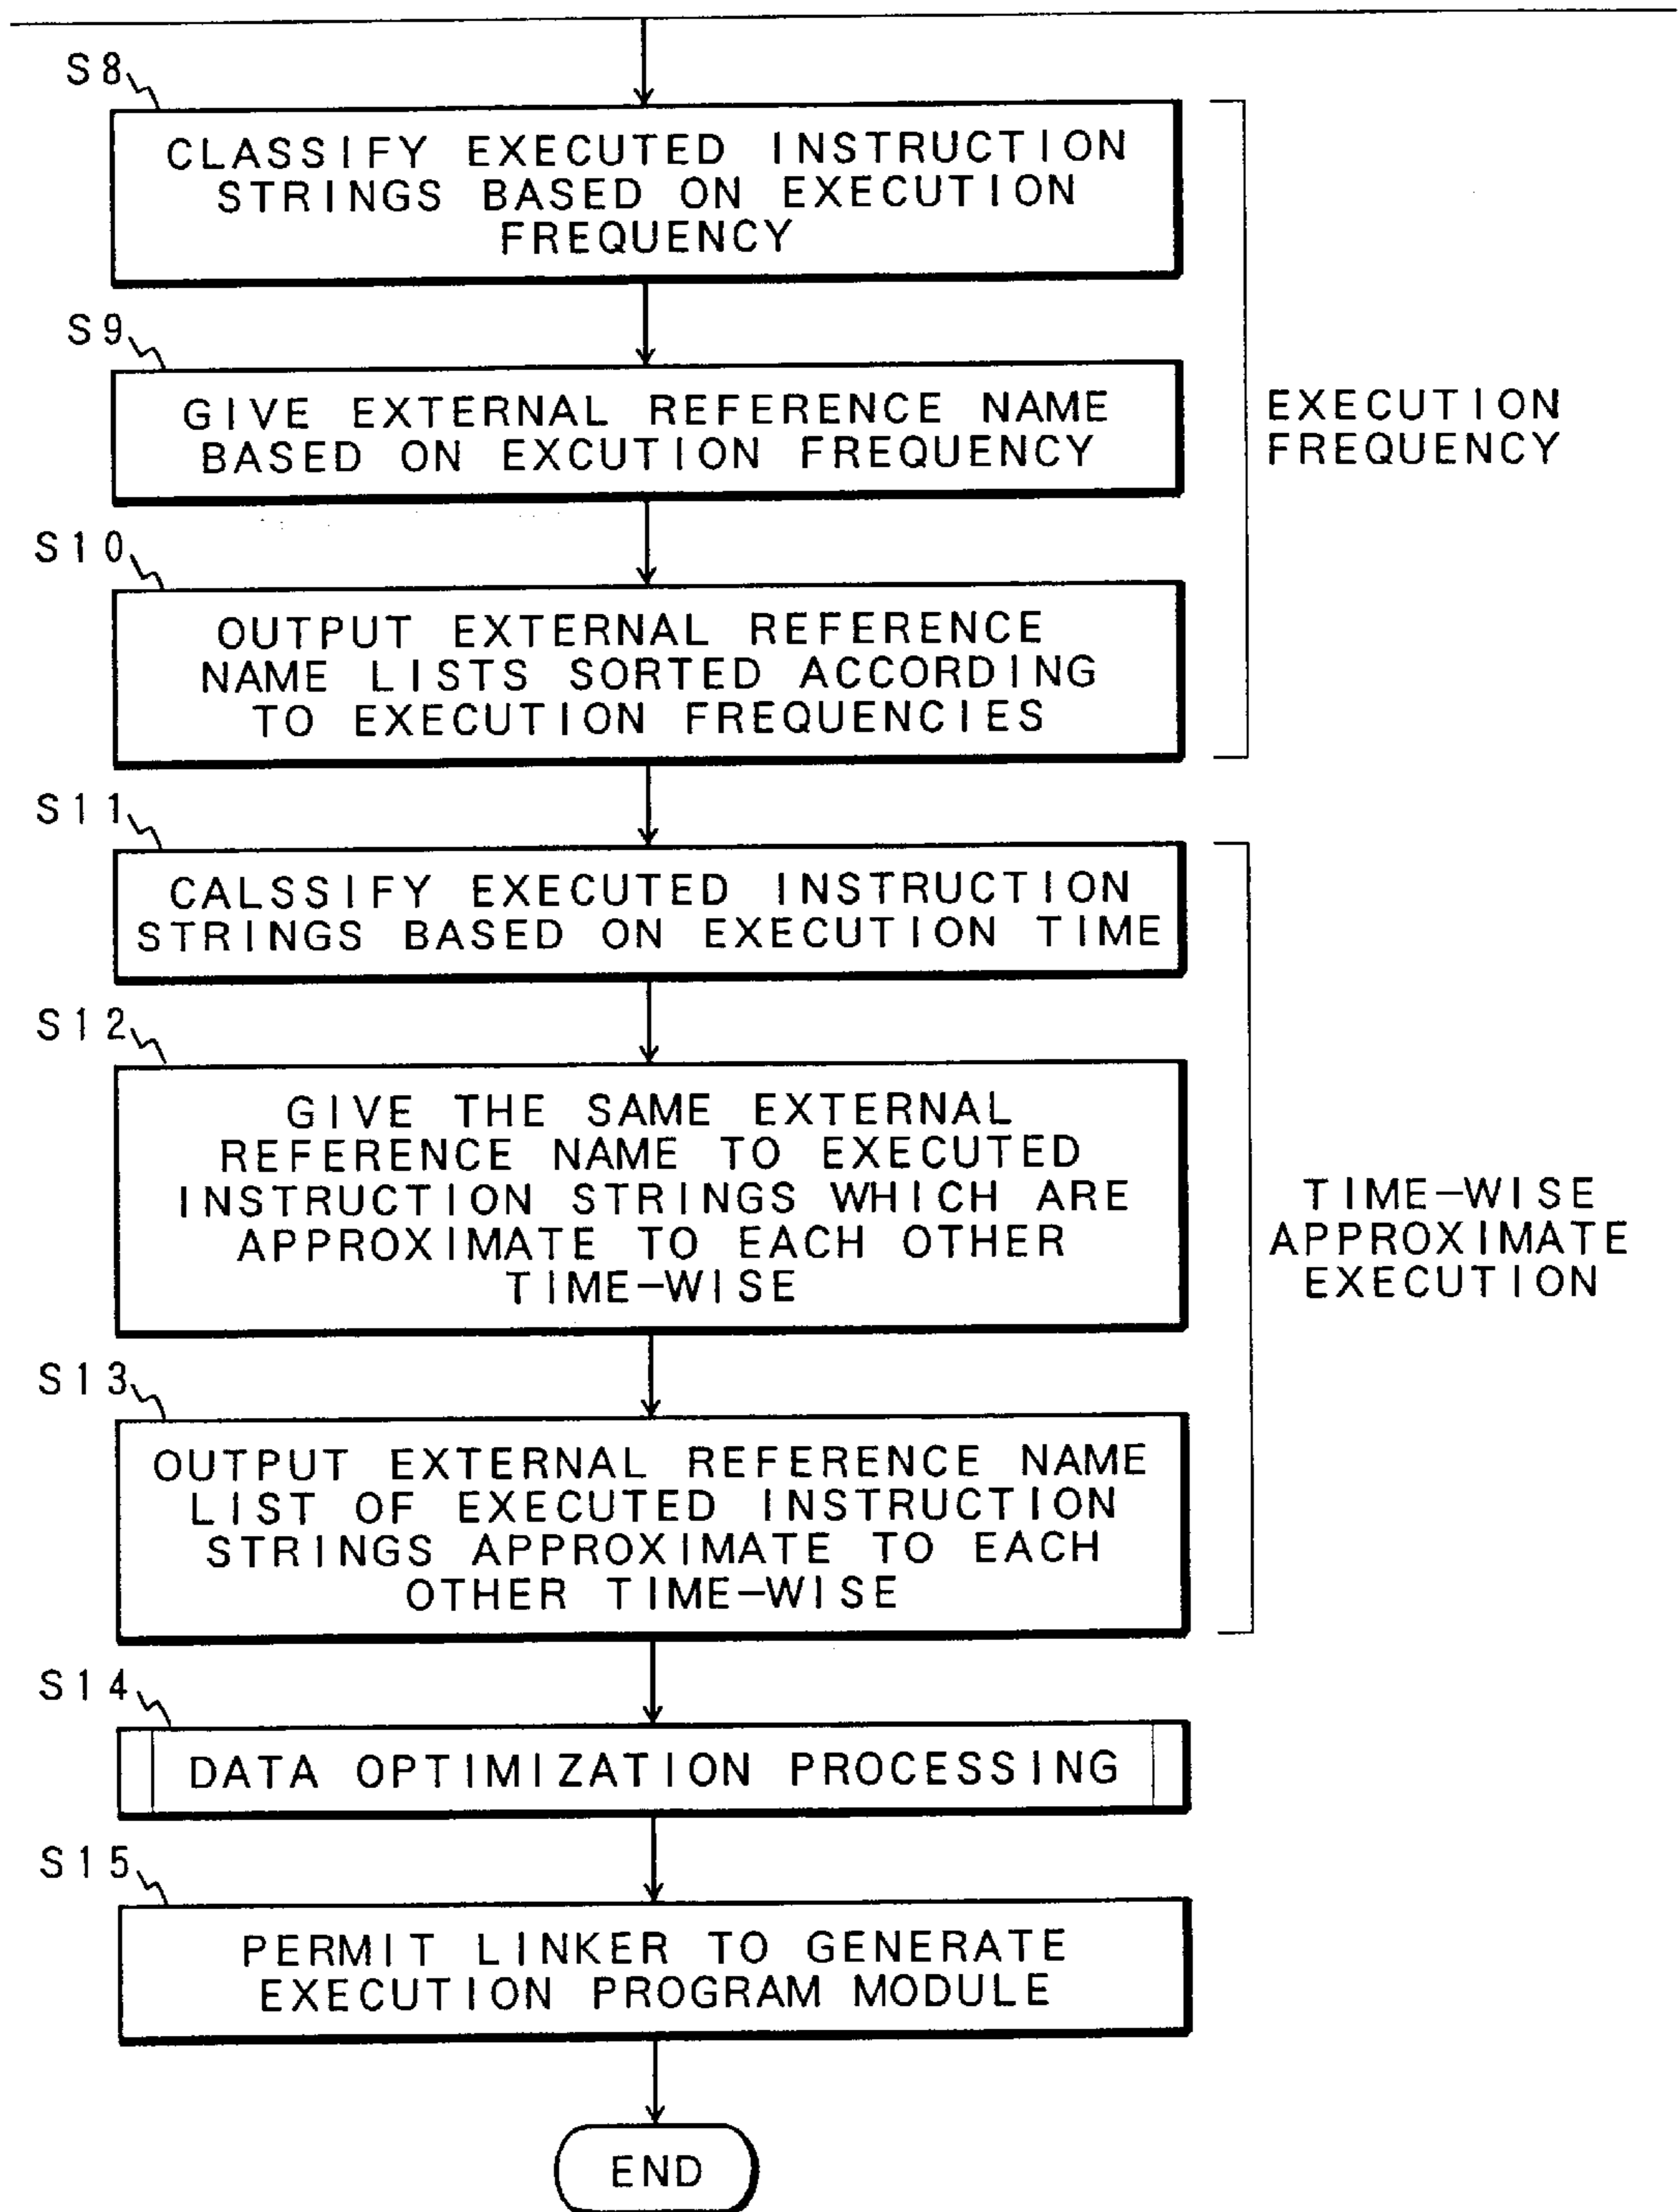 S8
CLASSIFY EXECUTED INSTRUCTION
STRINGS BASED ON EXECUTION
FREQUENCY
S9
GIVE EXTERNAL REFERENCE NAME
BASED ON EXCUTION FREQUENCY
EXECUTION
FREQUENCY
S10
OUTPUT EXTERNAL REFERENCE
NAME LISTS SORTED ACCORDING
TO EXECUTION FREQUENCIES
S11
CALSSIFY EXECUTED INSTRUCTION
STRINGS BASED ON EXECUTION TIME
S12
GIVE THE SAME EXTERNAL
REFERENCE NAME TO EXECUTED
INSTRUCTION STRINGS WHICH ARE
APPROXIMATE TO EACH OTHER
TIME-WISE
TIME-WISE
APPROXIMATE
EXECUTION
S13
OUTPUT EXTERNAL REFERENCE NAME
LIST OF EXECUTED INSTRUCTION
STRINGS APPROXIMATE TO EACH
OTHER TIME-WISE
S14
DATA OPTIMIZATION PROCESSING
S15
PERMIT LINKER TO GENERATE
EXECUTION PROGRAM MODULE
END